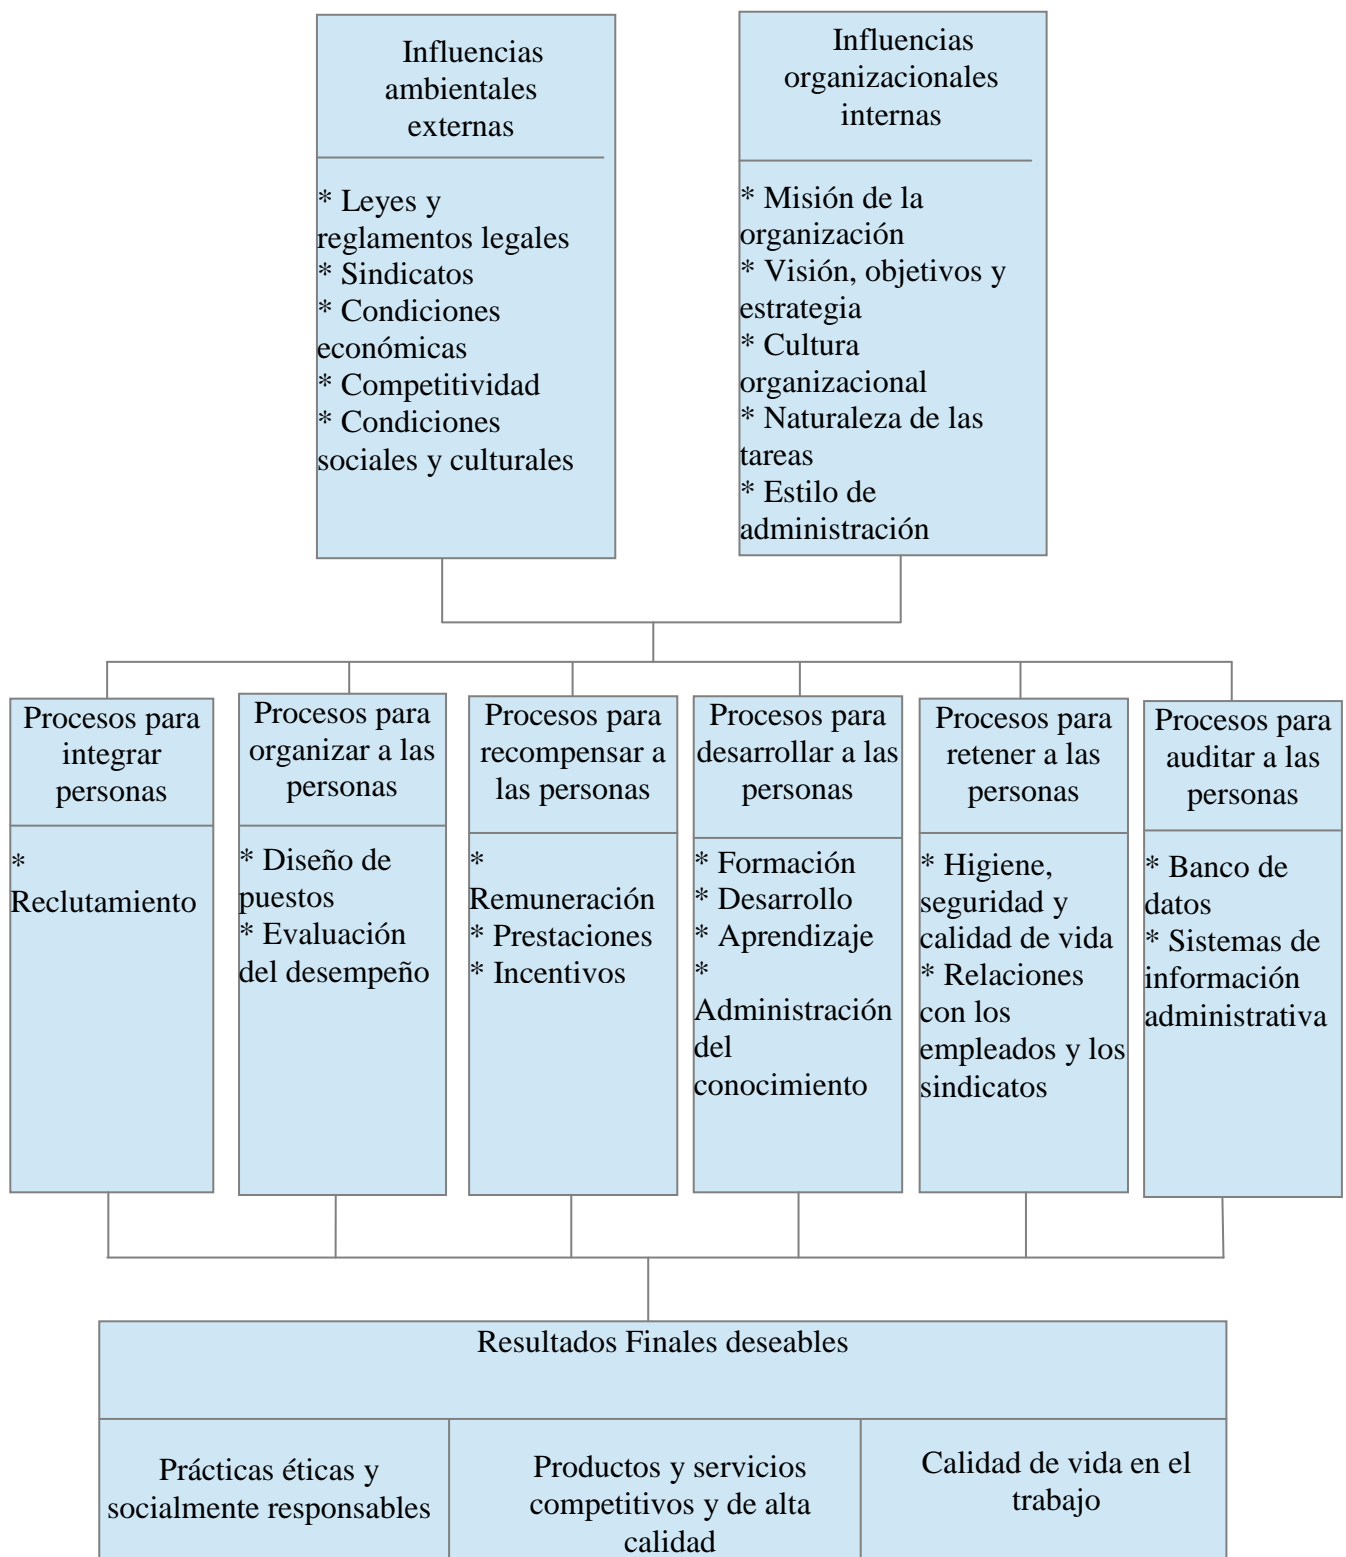 Influencias
ambientales
externas
* Leyes y
reglamentos legales
* Sindicatos
* Condiciones
económicas
* Competitividad
* Condiciones
sociales y culturales
Influencias
organizacionales
internas
* Misión de la
organización
* Visión, objetivos y
estrategia
* Cultura
organizacional
* Naturaleza de las
tareas
* Estilo de
administración
Procesos para
integrar
personas
*
Reclutamiento
Procesos para
organizar a las
personas
* Diseño de
puestos
* Evaluación
del desempeño
Procesos para
recompensar a
las personas
*
Remuneración
* Prestaciones
* Incentivos
Procesos para
desarrollar a las
personas
* Formación
* Desarrollo
* Aprendizaje
*
Administración
del
conocimiento
Procesos para
retener a las
personas
* Higiene,
seguridad y
calidad de vida
* Relaciones
con los
empleados y los
sindicatos
Procesos para
auditar a las
personas
* Banco de
datos
* Sistemas de
información
administrativa
Resultados Finales deseables
Prácticas éticas y
socialmente responsables
Productos y servicios
competitivos y de alta
calidad
Calidad de vida en el
trabajo